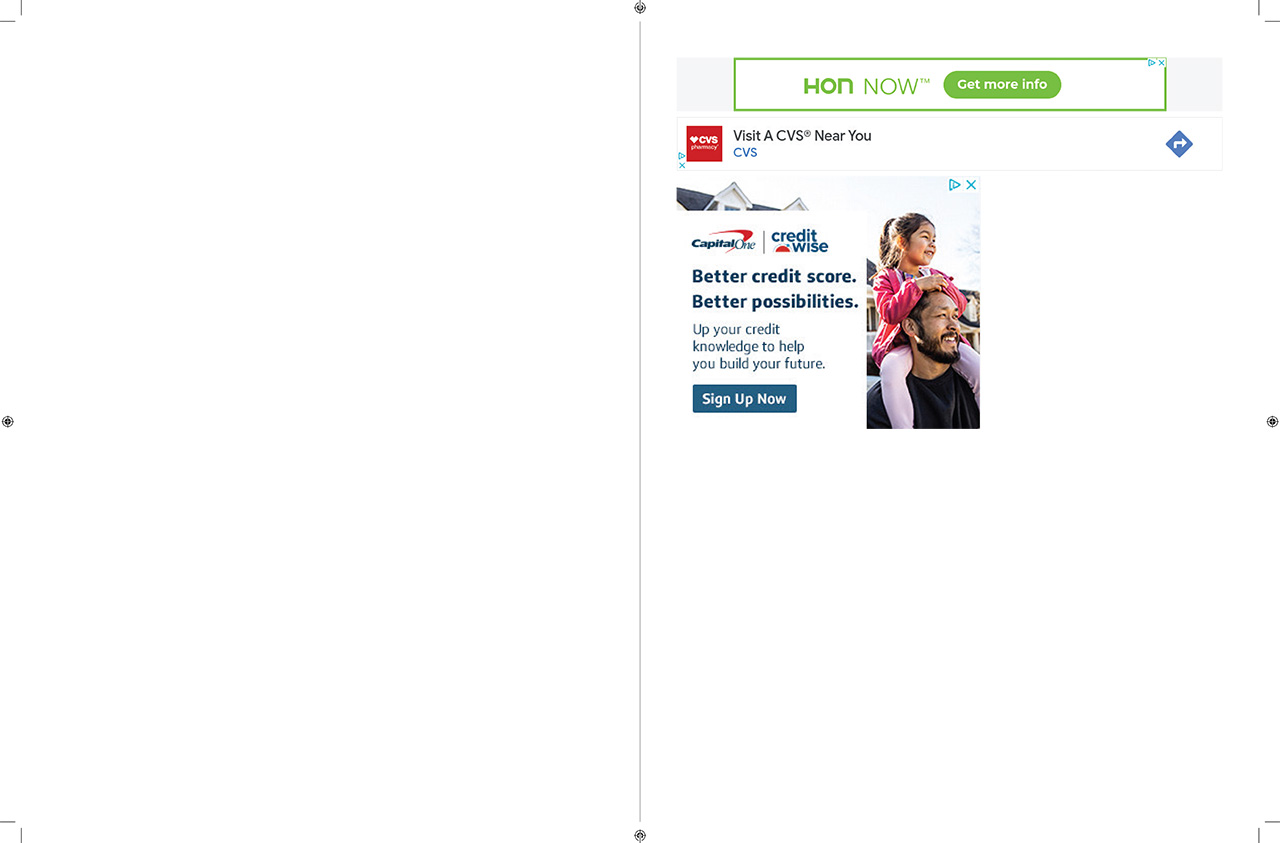 HON NOW™ Get more info
Visit A CVS® Near You
CVS pharmacy®
CVS
Capital One | credit wise
Better credit score.
Better possibilities.
Up your credit
knowledge to help
you build your future.
Sign Up Now